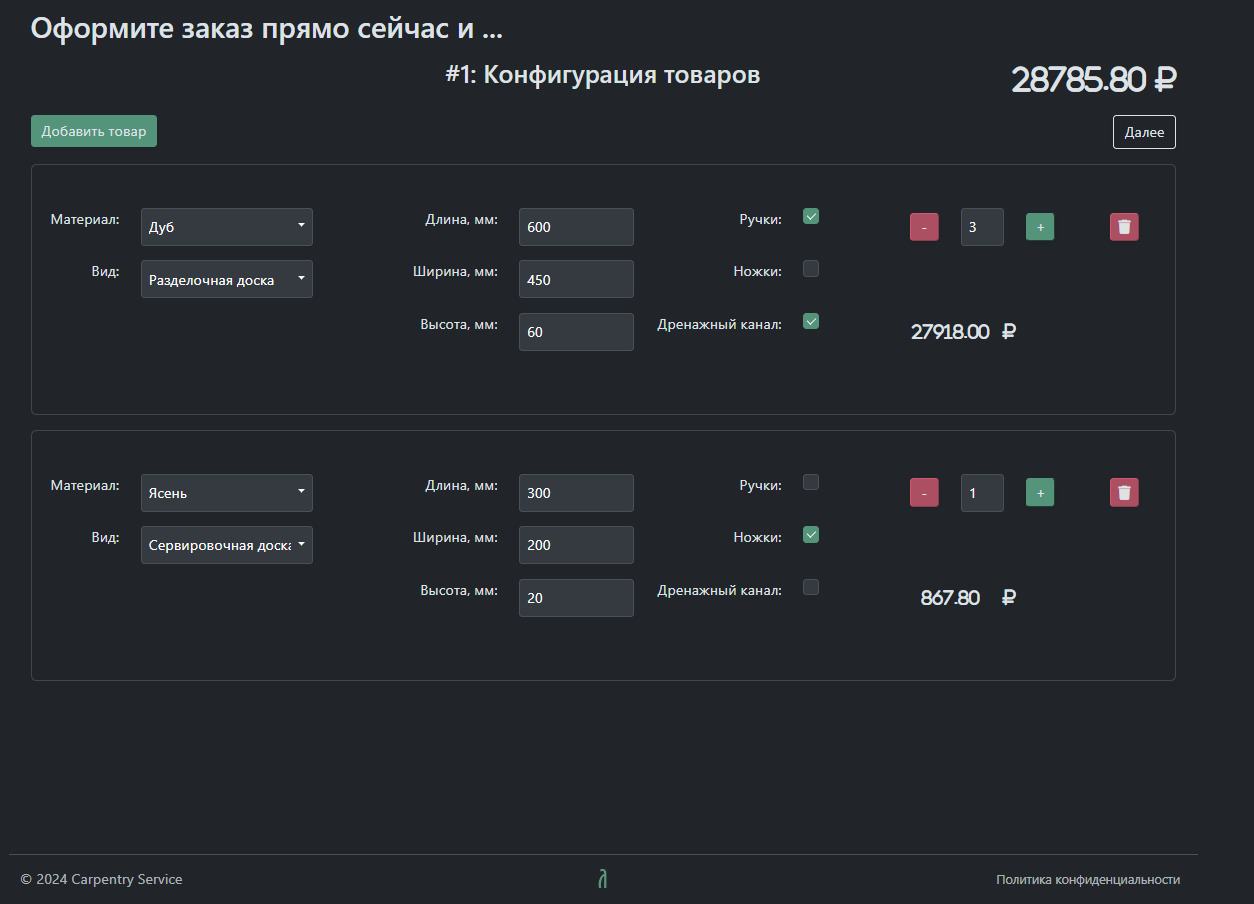 Оформите заказ прямо сейчас и ...
#1: Конфигурация товаров
28785.80 ₽
Добавить товар
Далее
Материал: Дуб Длина, мм: 600 Ручки: - 3 +
Вид: Разделочная доска Ширина, мм: 450 Ножки:
Высота, мм: 60 Дренажный канал: 27918.00 ₽
Материал: Ясень Длина, мм: 300 Ручки: - 1 +
Вид: Сервировочная доска Ширина, мм: 200 Ножки:
Высота, мм: 20 Дренажный канал: 867.80 ₽
© 2024 Carpentry Service Политика конфиденциальности